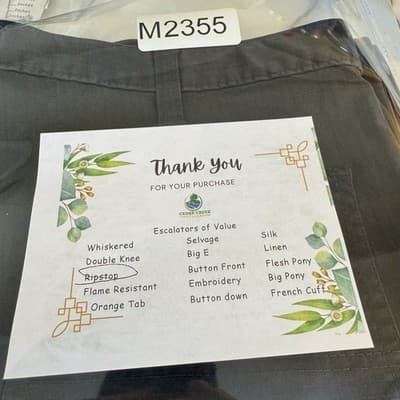 M2355
Thank You
FOR YOUR PURCHASE
CEDAR CREEK
Escalators of Value
Whiskered
Double Knee
Ripstop
Flame Resistant
Orange Tab
Selvage
Big E
Button Front
Embroidery
Button down
Silk
Linen
Flesh Pony
Big Pony
French Cuff